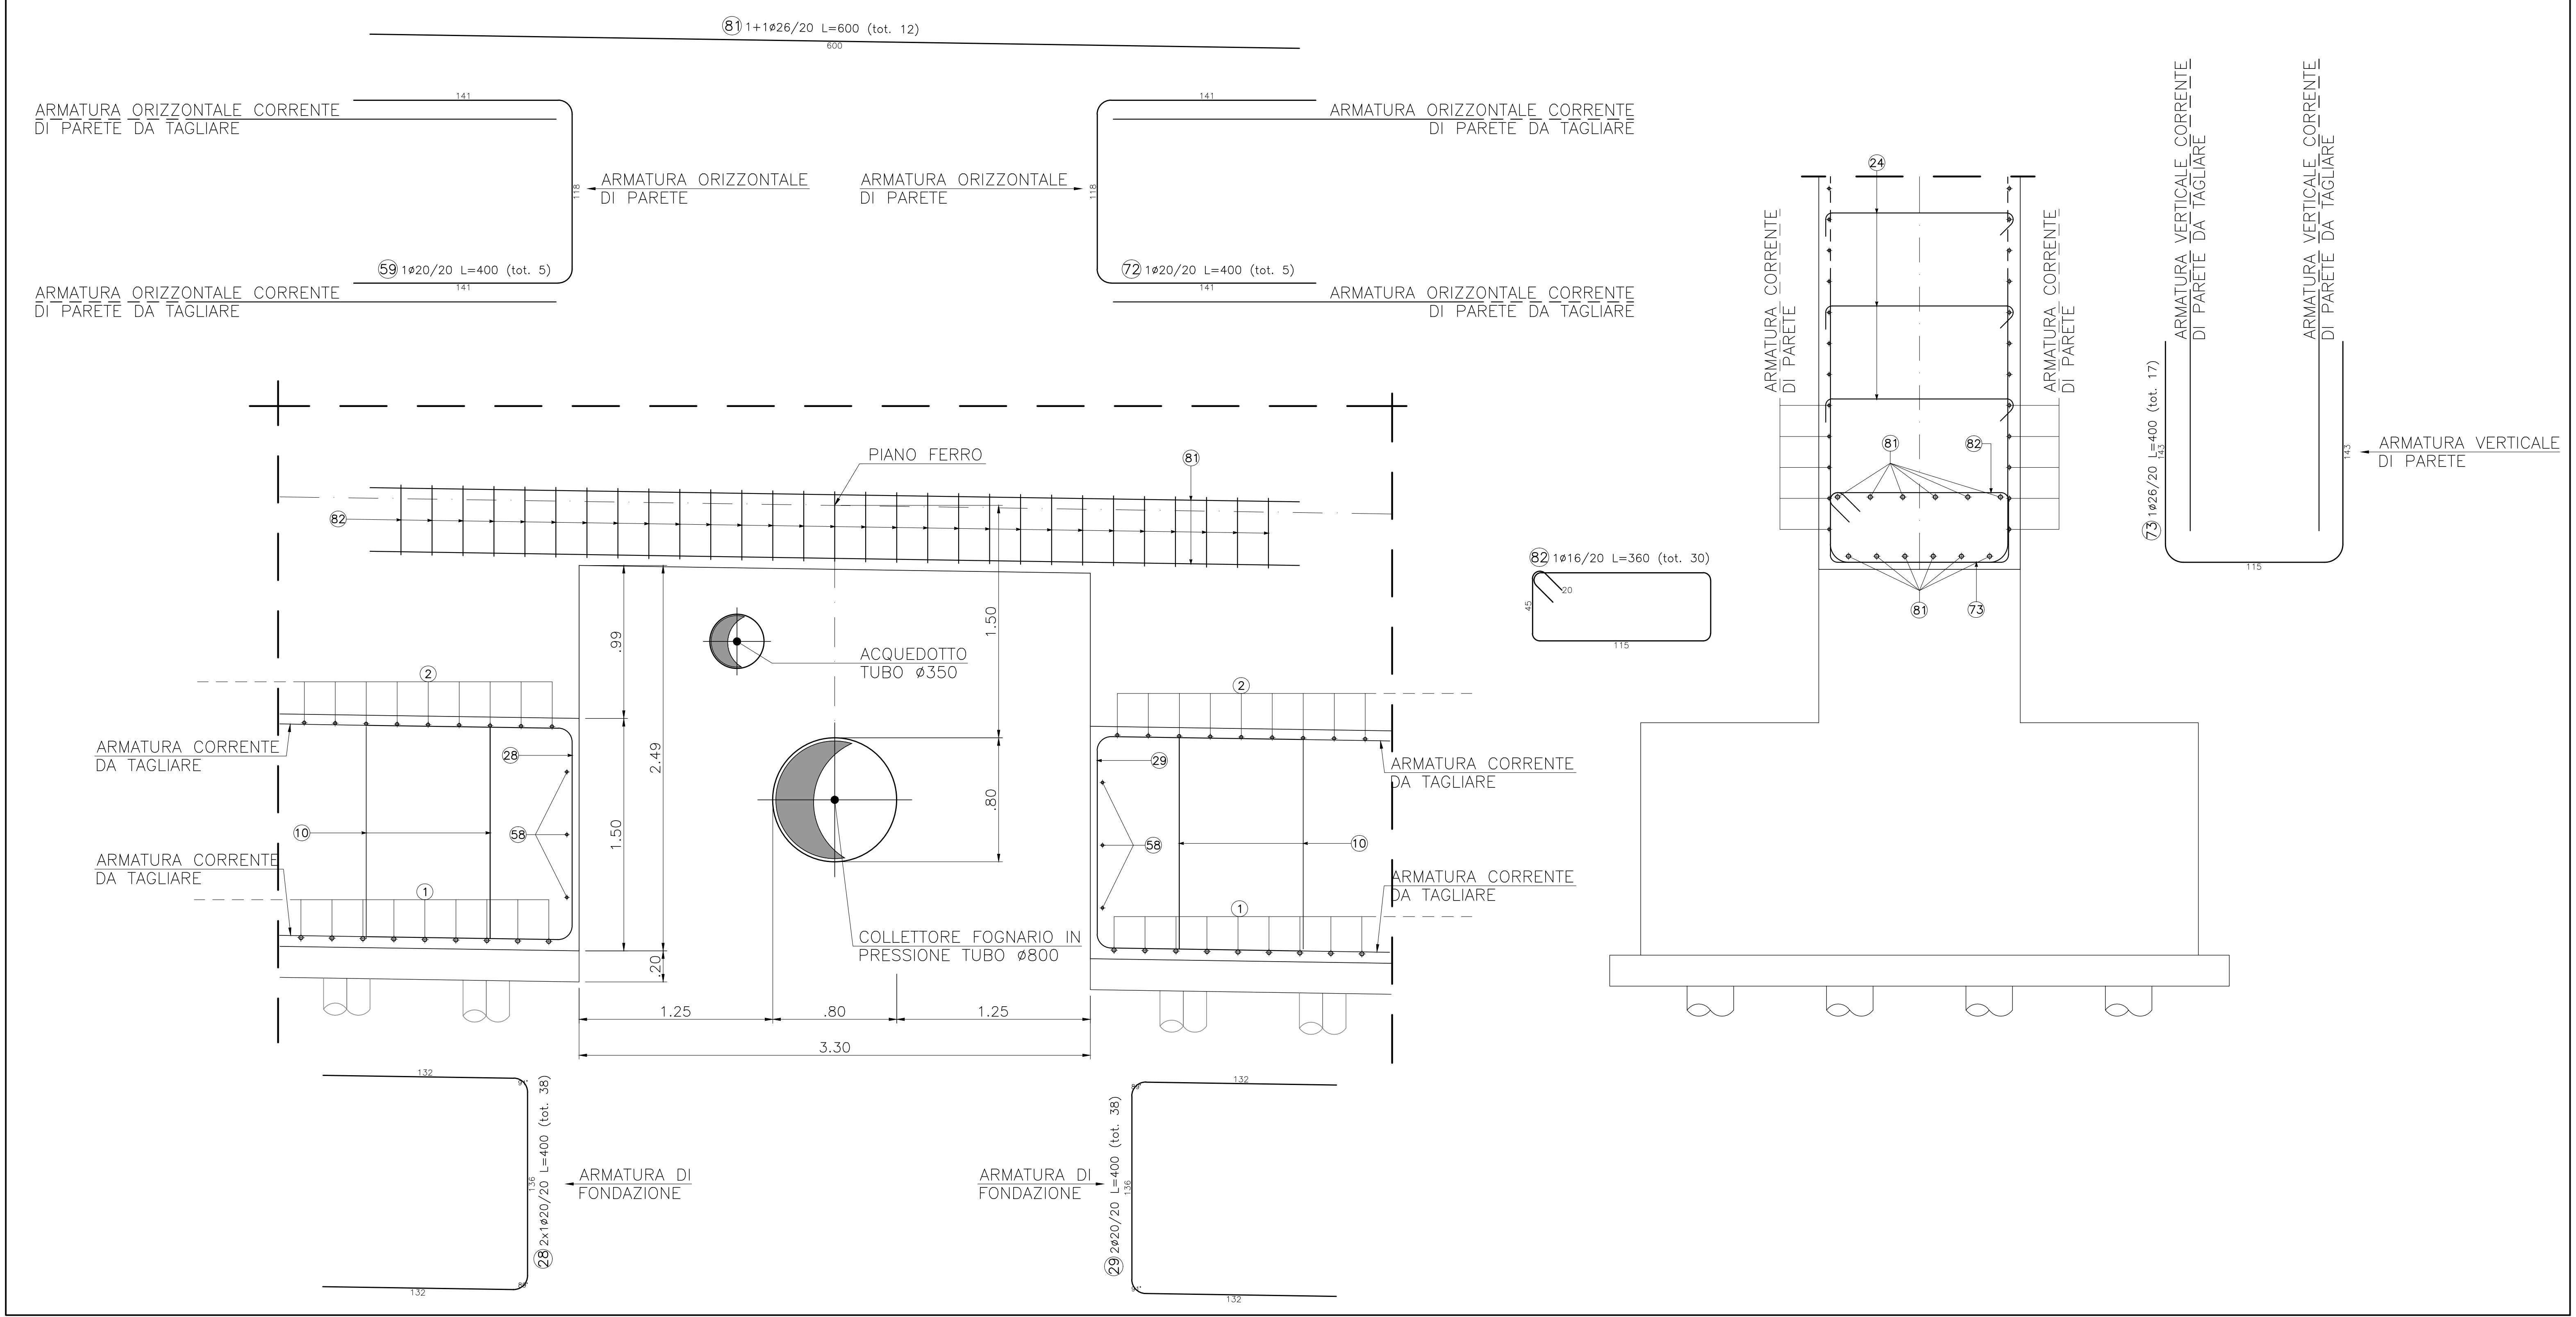 81 1+1ø26/20 L=600 (tot. 12)
600
141
ARMATURA ORIZZONTALE CORRENTE
DI PARETE DA TAGLIARE
118
ARMATURA ORIZZONTALE
DI PARETE
59 1ø20/20 L=400 (tot. 5)
141
ARMATURA ORIZZONTALE CORRENTE
DI PARETE DA TAGLIARE
141
ARMATURA ORIZZONTALE CORRENTE
DI PARETE DA TAGLIARE
ARMATURA ORIZZONTALE
DI PARETE
118
72 1ø20/20 L=400 (tot. 5)
141
ARMATURA ORIZZONTALE CORRENTE
DI PARETE DA TAGLIARE
PIANO FERRO
81
82
.99
2.49
1.50
1.50
.80
.20
ACQUEDOTTO
TUBO ø350
2
ARMATURA CORRENTE
DA TAGLIARE
28
10
58
ARMATURA CORRENTE
DA TAGLIARE
1
2
29
ARMATURA CORRENTE
DA TAGLIARE
58
10
ARMATURA CORRENTE
DA TAGLIARE
1
COLLETTORE FOGNARIO IN
PRESSIONE TUBO ø800
1.25
.80
1.25
3.30
132
91°
28 2x1ø20/20 L=400 (tot. 38)
136
ARMATURA DI
FONDAZIONE
89°
132
132
89°
29 2ø20/20 L=400 (tot. 38)
136
ARMATURA DI
FONDAZIONE
91°
132
82 1ø16/20 L=360 (tot. 30)
20
45
115
24
ARMATURA CORRENTE
DI PARETE
ARMATURA CORRENTE
DI PARETE
81
82
81
73
ARMATURA VERTICALE CORRENTE
DI PARETE DA TAGLIARE
ARMATURA VERTICALE CORRENTE
DI PARETE DA TAGLIARE
73 1ø26/20 L=400 (tot. 17)
143
143
ARMATURA VERTICALE
DI PARETE
115